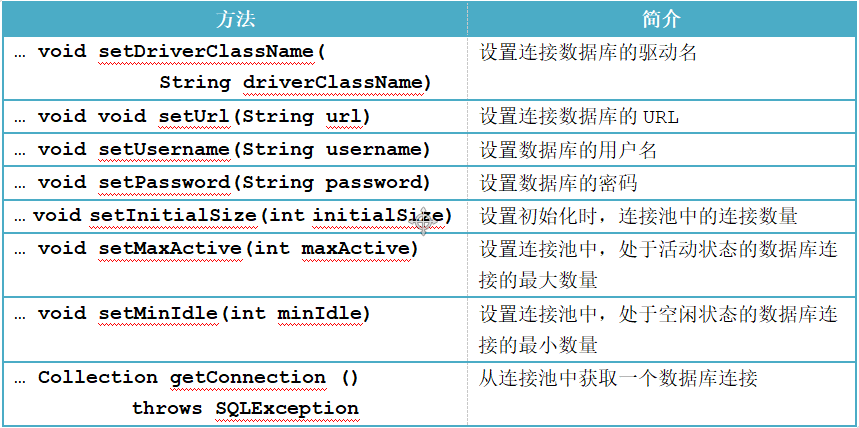 方法 简介
… void setDriverClassName( 设置连接数据库的驱动名
String driverClassName)
… void void setUrl(String url) 设置连接数据库的 URL
… void setUsername(String username) 设置数据库的用户名
… void setPassword(String password) 设置数据库的密码
… void setInitialSize(int initialSize) 设置初始化时，连接池中的连接数量
… void setMaxActive(int maxActive) 设置连接池中，处于活动状态的数据库连
接的最大数量
… void setMinIdle(int minIdle) 设置连接池中，处于空闲状态的数据库连
接的最小数量
… Collection getConnection () 从连接池中获取一个数据库连接
throws SQLException